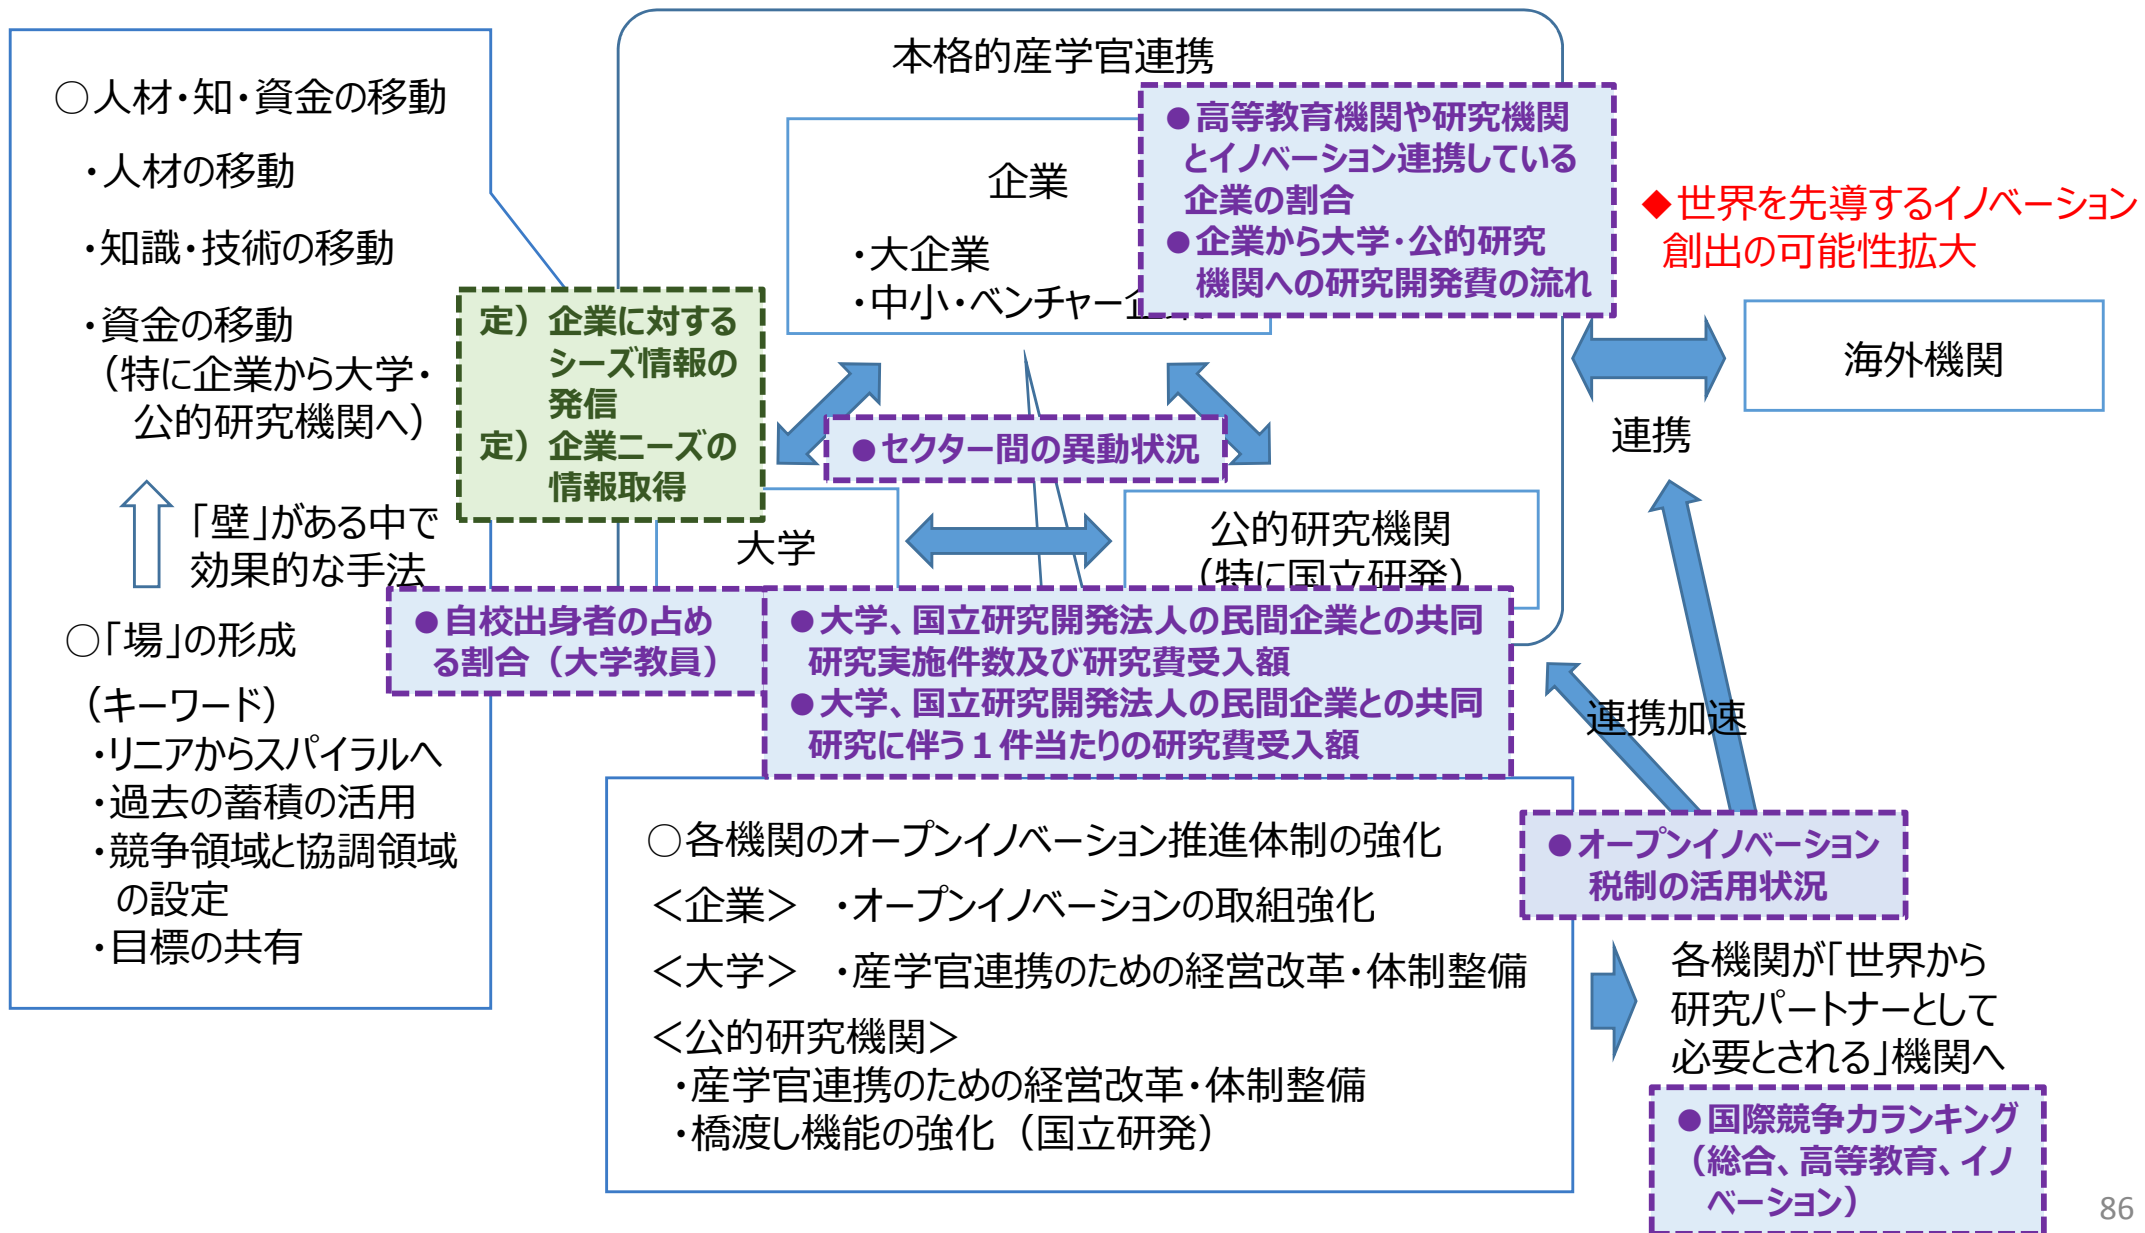 ○人材・知・資金の移動
・人材の移動
・知識・技術の移動
・資金の移動
（特に企業から大学・
公的研究機関へ）
「壁」がある中で
効果的な手法
○「場」の形成
（キーワード）
・リニアからスパイラルへ
・過去の蓄積の活用
・競争領域と協調領域
の設定
・目標の共有
定）企業に対する
シーズ情報の
発信
定）企業ニーズの
情報取得
本格的産学官連携
企業
・大企業
・中小・ベンチャー企業
●高等教育機関や研究機関
とイノベーション連携している
企業の割合
●企業から大学・公的研究
機関への研究開発費の流れ
●セクター間の異動状況
大学
公的研究機関
（特に国立研発）
●自校出身者の占め
る割合（大学教員）
●大学、国立研究開発法人の民間企業との共同
研究実施件数及び研究費受入額
●大学、国立研究開発法人の民間企業との共同
研究に伴う１件当たりの研究費受入額
◆世界を先導するイノベーション
創出の可能性拡大
海外機関
連携
連携加速
●オープンイノベーション
税制の活用状況
○各機関のオープンイノベーション推進体制の強化
＜企業＞　・オープンイノベーションの取組強化
＜大学＞　・産学官連携のための経営改革・体制整備
＜公的研究機関＞
・産学官連携のための経営改革・体制整備
・橋渡し機能の強化（国立研発）
各機関が「世界から
研究パートナーとして
必要とされる」機関へ
●国際競争力ランキング
（総合、高等教育、イノ
ベーション）
86